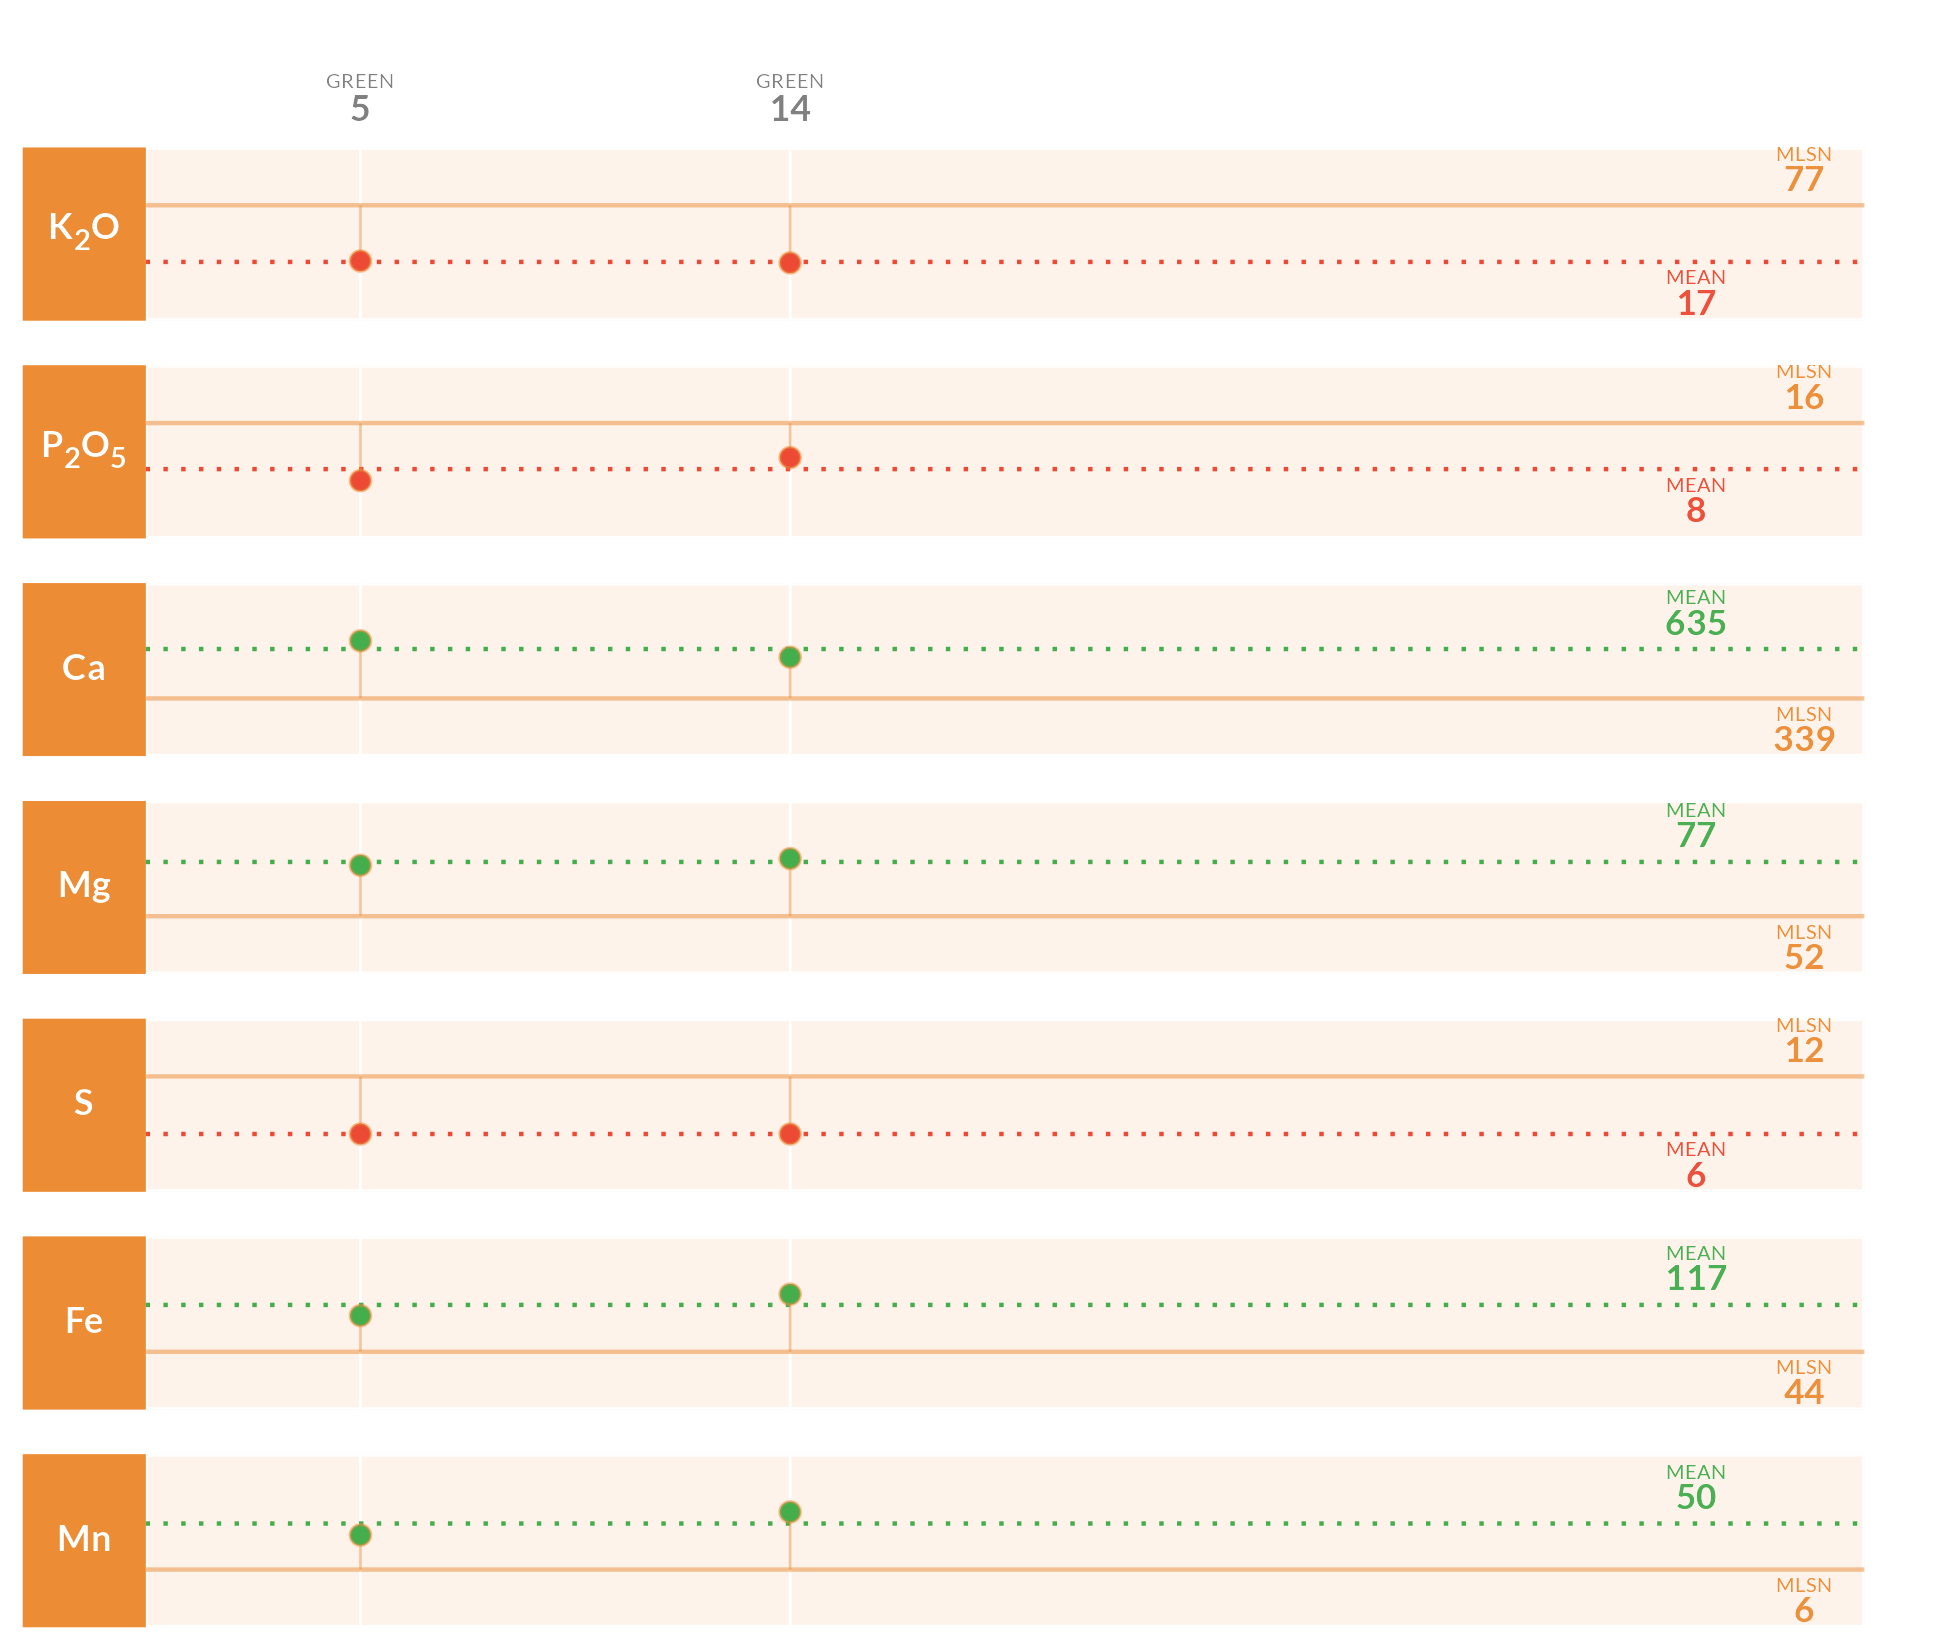 GREEN
5
GREEN
14
K₂O
MLSN
77
MEAN
17
P₂O₅
MLSN
16
MEAN
8
Ca
MEAN
635
MLSN
339
Mg
MEAN
77
MLSN
52
S
MLSN
12
MEAN
6
Fe
MEAN
117
MLSN
44
Mn
MEAN
50
MLSN
6